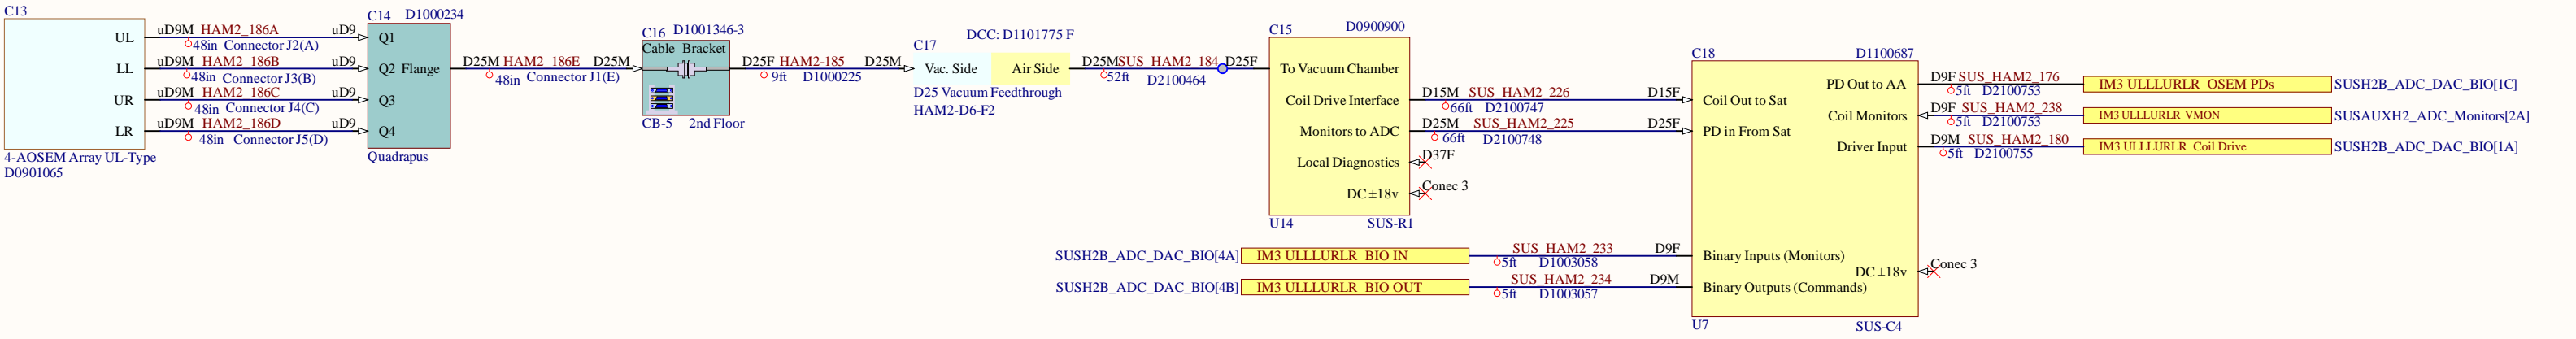 C13
UL
LL
UR
LR
4-AOSEM Array UL-Type
D0901065
uD9M HAM2_186A uD9
48in Connector J2(A)
uD9M HAM2_186B uD9
48in Connector J3(B)
uD9M HAM2_186C uD9
48in Connector J4(C)
uD9M HAM2_186D uD9
48in Connector J5(D)
C14 D1000234
Q1
Q2 Flange
Q3
Q4
Quadrapus
D25M HAM2_186E D25M
48in Connector J1(E)
C16 D1001346-3
Cable Bracket
CB-5 2nd Floor
D25F HAM2-185 D25M
9ft D1000225
DCC: D1101775 F
C17
Vac. Side Air Side
D25 Vacuum Feedthrough
HAM2-D6-F2
D25M SUS_HAM2_184 D25F
52ft D2100464
C15 D0900900
To Vacuum Chamber
Coil Drive Interface
Monitors to ADC
Local Diagnostics
DC ±18v
U14 SUS-R1
D15M SUS_HAM2_226 D15F
66ft D2100747
D25M SUS_HAM2_225 D25F
66ft D2100748
D37F
Conec 3
SUSH2B_ADC_DAC_BIO[4A] IM3 ULLLURLR BIO IN
SUS_HAM2_233 D9F
5ft D1003058
SUSH2B_ADC_DAC_BIO[4B] IM3 ULLLURLR BIO OUT
SUS_HAM2_234 D9M
5ft D1003057
C18 D1100687
PD Out to AA
Coil Out to Sat
Coil Monitors
PD in From Sat
Driver Input
Binary Inputs (Monitors)
DC ±18v
Binary Outputs (Commands)
U7 SUS-C4
Conec 3
D9F SUS_HAM2_176
5ft D2100753
IM3 ULLLURLR OSEM PDs SUSH2B_ADC_DAC_BIO[1C]
D9F SUS_HAM2_238
5ft D2100753
IM3 ULLLURLR VMON SUSAUXH2_ADC_Monitors[2A]
D9M SUS_HAM2_180
5ft D2100755
IM3 ULLLURLR Coil Drive SUSH2B_ADC_DAC_BIO[1A]